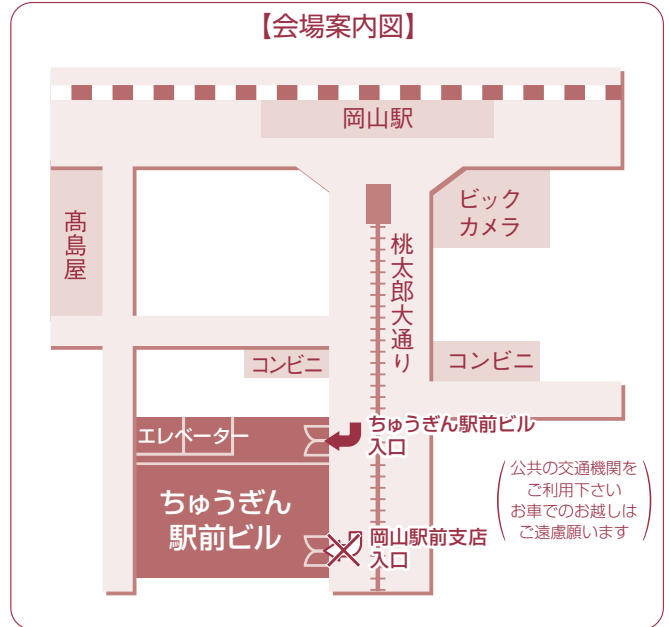 【会場案内図】
岡山駅
髙島屋
ビック
カメラ
桃太郎大通り
コンビニ
コンビニ
エレベーター
ちゅうぎん駅前ビル
入口
ちゅうぎん
駅前ビル
岡山駅前支店
入口
(公共の交通機関を
ご利用下さい
お車でのお越しは
ご遠慮願います)